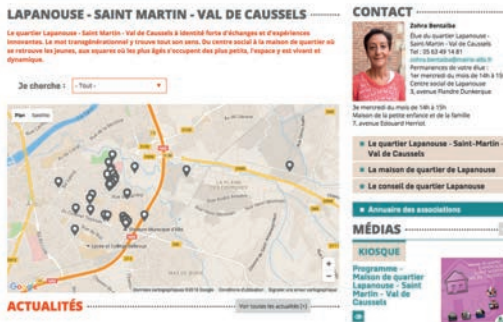 LAPANOUSE - SAINT MARTIN - VAL DE CAUSSELS
Le quartier Lapanouse - Saint Martin - Val de Caussels à identité forte d'échanges et d'expériences
innovantes. Le mot transgénérationnel y trouve tout son sens. Du centre social à la maison de quartier où
se retrouve les jeunes, aux squares où les plus âgés s'occupent des plus petits, l'espace y est vivant et
dynamique.
Je cherche :
- Tout -
Plan
Satellite
Google
ACTUALITÉS
Voir toutes les actualités [+]
CONTACT
Zohra Bentaiba
Élue du quartier Lapanouse -
Saint-Martin - Val de Caussels
Tel : 05 63 49 14 81
Permanences de votre élue :
1er mercredi du mois de 14h à 15h
Centre social de Lapanouse
3, avenue Flandre Dunkerque
3e mercredi du mois de 14h à 15h
Maison de la petite enfance et de la famille
7, avenue Edouard Herriot.
Le quartier Lapanouse - Saint-Martin -
Val de Caussels
La maison de quartier de Lapanouse
Le conseil de quartier Lapanouse
Annuaire des associations
MÉDIAS
KIOSQUE
Programme -
Maison de quartier
Lapanouse - Saint
Martin - Val de
Caussels